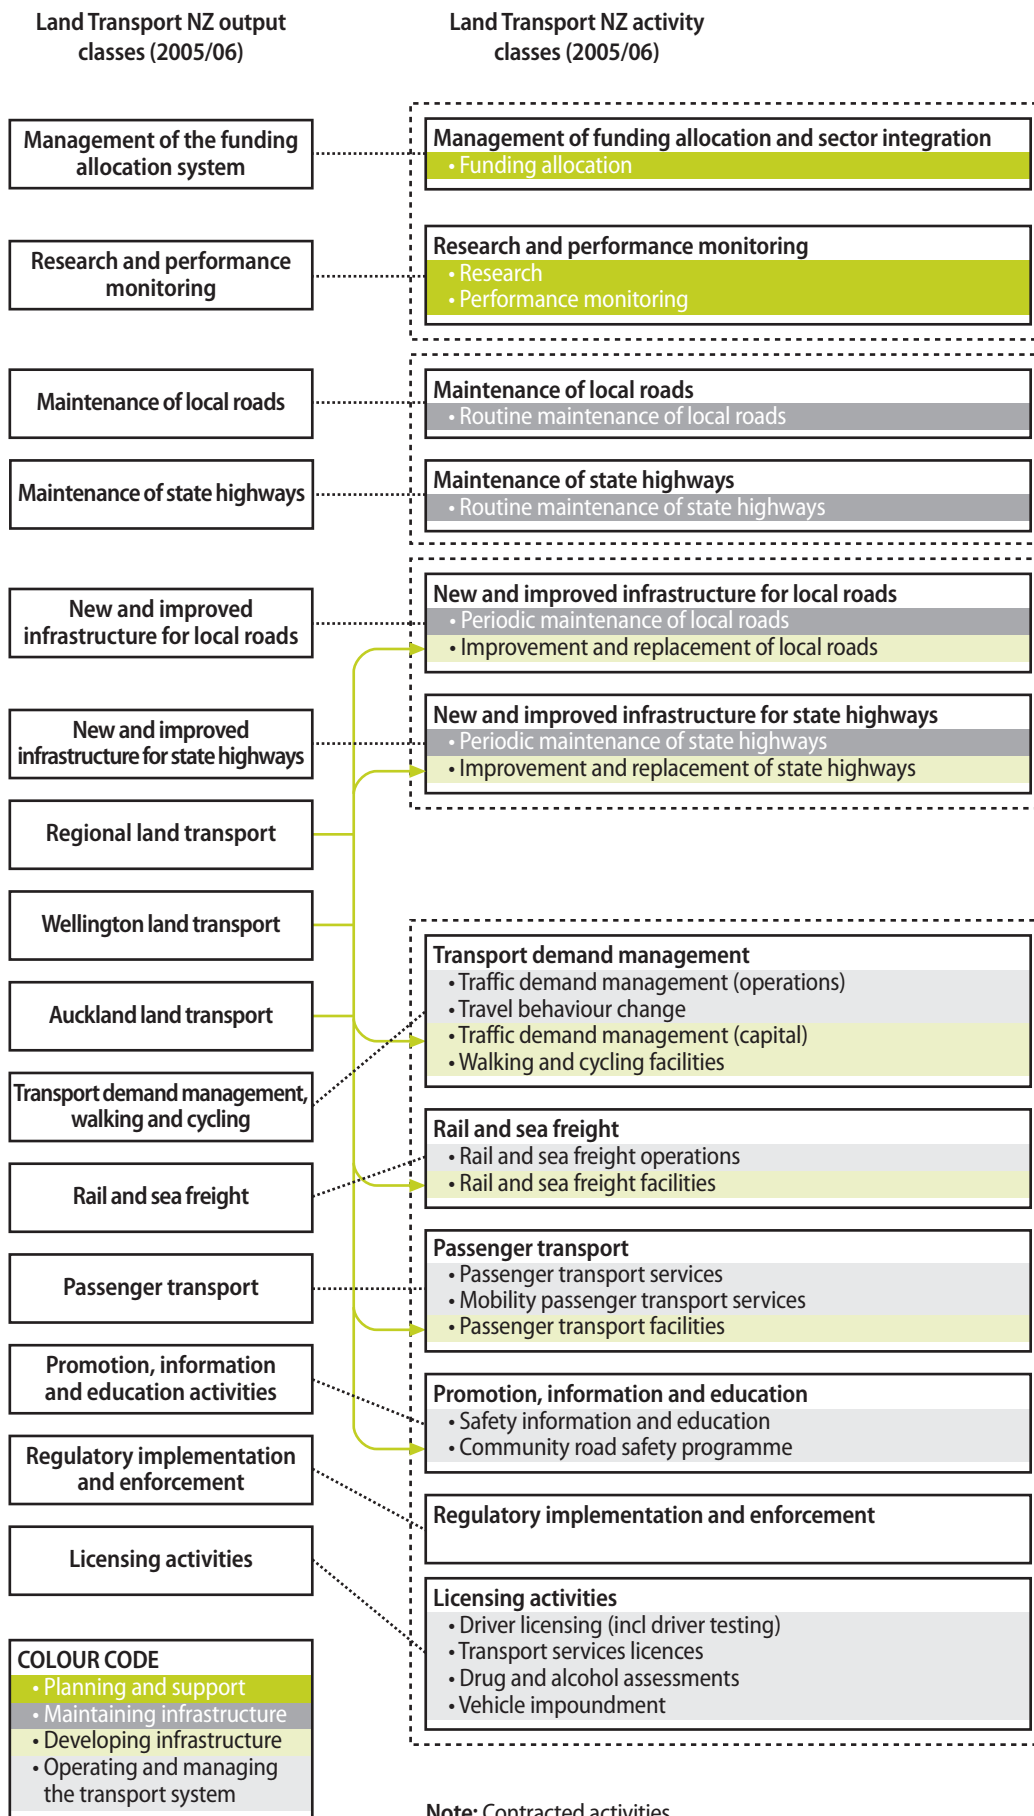 Land Transport NZ output
classes (2005/06)
Management of the funding
allocation system
Research and performance
monitoring
Maintenance of local roads
Maintenance of state highways
New and improved
infrastructure for local roads
New and improved
infrastructure for state highways
Regional land transport
Wellington land transport
Auckland land transport
Transport demand management,
walking and cycling
Rail and sea freight
Passenger transport
Promotion, information
and education activities
Regulatory implementation
and enforcement
Licensing activities
COLOUR CODE
• Planning and support
• Maintaining infrastructure
• Developing infrastructure
• Operating and managing
the transport system
Land Transport NZ activity
classes (2005/06)
Management of funding allocation and sector integration
• Funding allocation
Research and performance monitoring
• Research
• Performance monitoring
Maintenance of local roads
• Routine maintenance of local roads
Maintenance of state highways
• Routine maintenance of state highways
New and improved infrastructure for local roads
• Periodic maintenance of local roads
• Improvement and replacement of local roads
New and improved infrastructure for state highways
• Periodic maintenance of state highways
• Improvement and replacement of state highways
Transport demand management
• Traffic demand management (operations)
• Travel behaviour change
• Traffic demand management (capital)
• Walking and cycling facilities
Rail and sea freight
• Rail and sea freight operations
• Rail and sea freight facilities
Passenger transport
• Passenger transport services
• Mobility passenger transport services
• Passenger transport facilities
Promotion, information and education
• Safety information and education
• Community road safety programme
Regulatory implementation and enforcement
Licensing activities
• Driver licensing (incl driver testing)
• Transport services licences
• Drug and alcohol assessments
• Vehicle impoundment
Note: Contracted activities